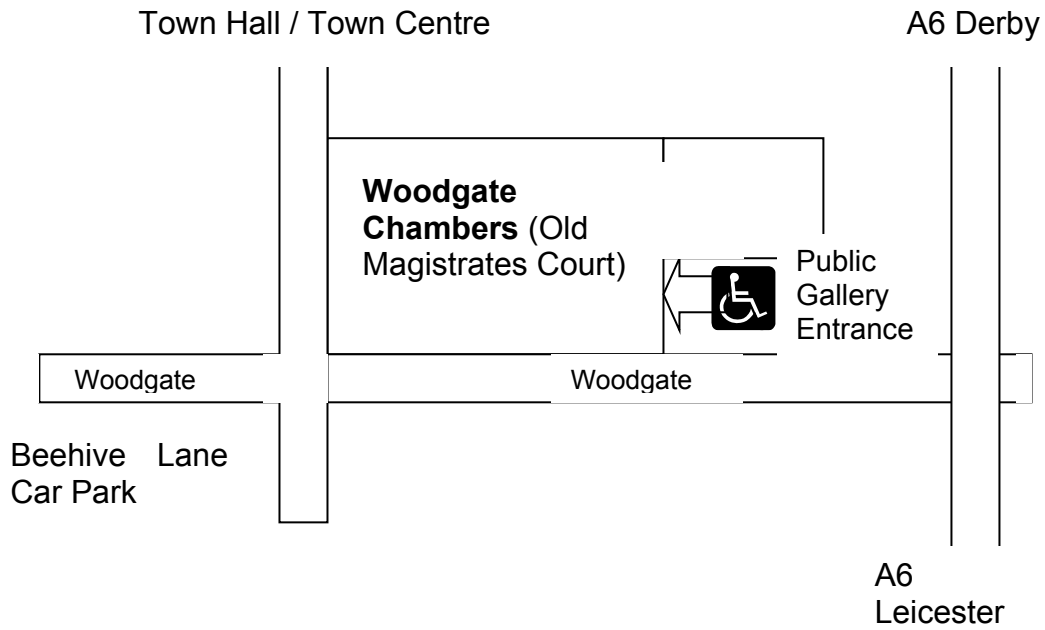 Town Hall / Town Centre
A6 Derby
Woodgate
Chambers (Old
Magistrates Court)
Public
Gallery
Entrance
Woodgate
Woodgate
Beehive Lane
Car Park
A6
Leicester